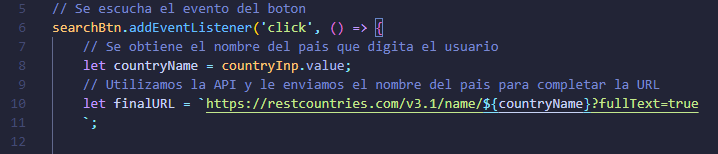 5 // Se escucha el evento del boton
6 searchBtn.addEventListener('click', () => {
7 // Se obtiene el nombre del pais que digita el usuario
8 let countryName = countryInp.value;
9 // Utilizamos la API y le enviamos el nombre del pais para completar la URL
10 let finalURL = `https://restcountries.com/v3.1/name/${countryName}?fullText=true
11 `;
12